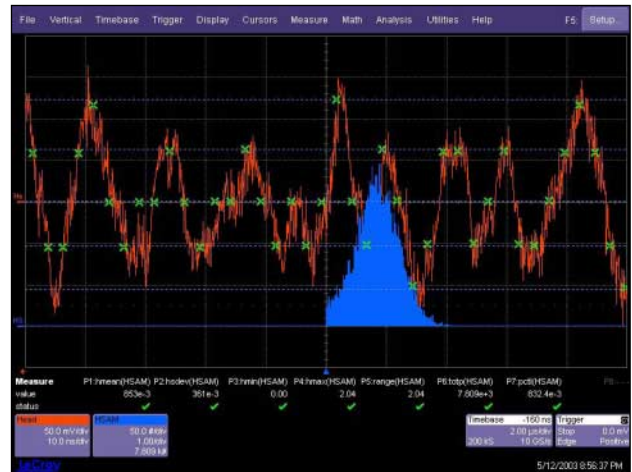 File Vertical Timebase Trigger Display Cursors Measure Math Analysis Utilities Help F5: Setup...
Measure P1:hmean(HSAM) P2:hsdev(HSAM) P3:hmin(HSAM) P4:hmax(HSAM) P5:range(HSAM) P6:totp(HSAM) P7:pctl(HSAM) P8:---
value 853e-3 361e-3 0.00 2.04 2.04 7.809e+3 832.4e-3
status
Head HSAM Timebase -160 ns Trigger
50.0 mV/div 50.0 #/div 2.00 µs/div Stop 0.0 mV
10.0 ns/div 1.00/div 200 kS 10 GS/s Edge Positive
7.809 k#
LeCroy 5/12/2003 8:56:37 PM